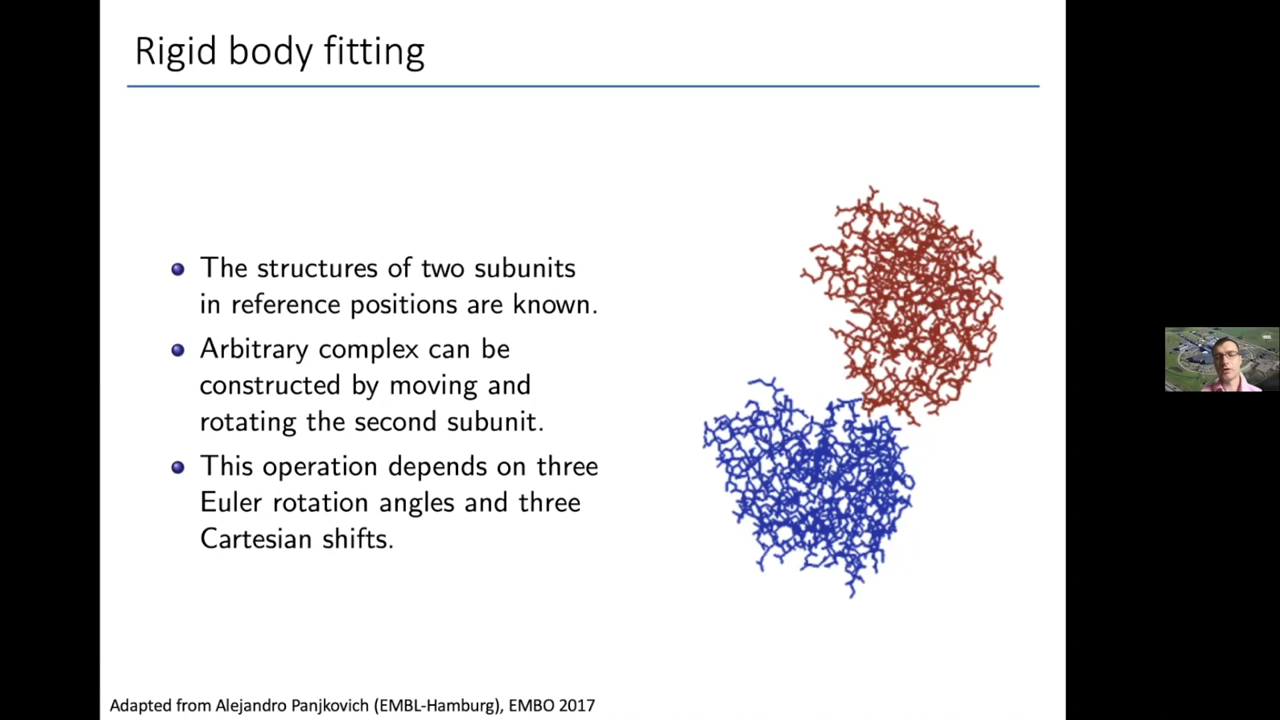 Rigid body fitting
The structures of two subunits
in reference positions are known.
Arbitrary complex can be
constructed by moving and
rotating the second subunit.
This operation depends on three
Euler rotation angles and three
Cartesian shifts.
Adapted from Alejandro Panjkovich (EMBL-Hamburg), EMBO 2017